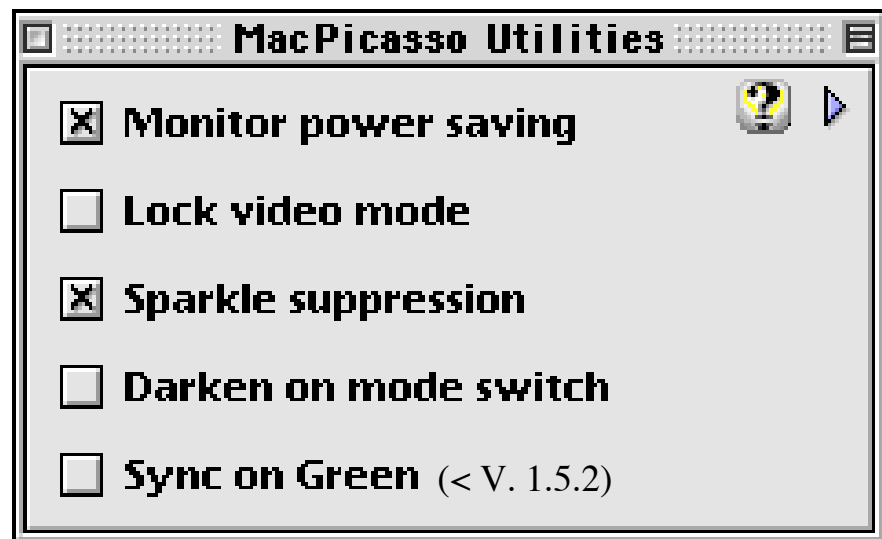 MacPicasso Utilities
Monitor power saving
Lock video mode
Sparkle suppression
Darken on mode switch
Sync on Green (< V. 1.5.2)